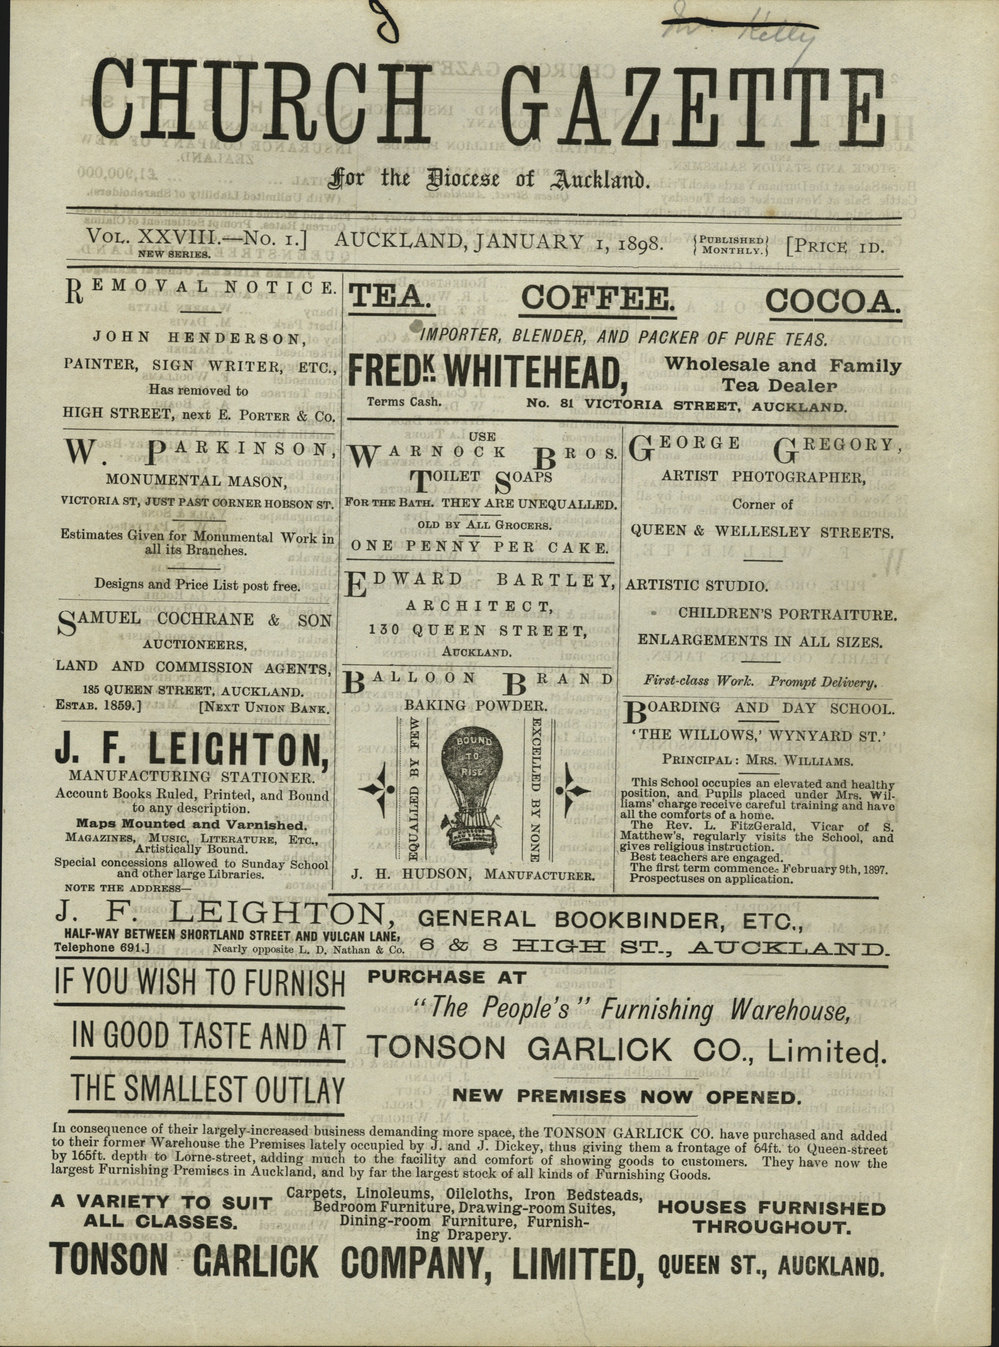 CHURCH GAZETTE
For the Diocese of Auckland.
VOL. XXVIII.—No. 1.] AUCKLAND, JANUARY 1, 1898. {PUBLISHED MONTHLY.} [PRICE 1D.
NEW SERIES.
REMOVAL NOTICE.
JOHN HENDERSON,
PAINTER, SIGN WRITER, ETC.,
Has removed to
HIGH STREET, next E. PORTER & Co.
W. PARKINSON,
MONUMENTAL MASON,
VICTORIA ST, JUST PAST CORNER HOBSON ST.
Estimates Given for Monumental Work in
all its Branches.
Designs and Price List post free.
SAMUEL COCHRANE & SON
AUCTIONEERS,
LAND AND COMMISSION AGENTS,
185 QUEEN STREET, AUCKLAND.
ESTAB. 1859.] [NEXT UNION BANK.
J. F. LEIGHTON,
MANUFACTURING STATIONER.
Account Books Ruled, Printed, and Bound
to any description.
Maps Mounted and Varnished.
MAGAZINES, MUSIC, LITERATURE, ETC.,
Artistically Bound.
Special concessions allowed to Sunday School
and other large Libraries.
NOTE THE ADDRESS—
TEA. COFFEE. COCOA.
IMPORTER, BLENDER, AND PACKER OF PURE TEAS.
FREDK. WHITEHEAD,
Wholesale and Family
Tea Dealer
Terms Cash.
No. 81 VICTORIA STREET, AUCKLAND.
USE
WARNOCK BROS.
TOILET SOAPS
FOR THE BATH. THEY ARE UNEQUALLED.
OLD BY ALL GROCERS.
ONE PENNY PER CAKE.
EDWARD BARTLEY,
ARCHITECT,
130 QUEEN STREET,
AUCKLAND.
BALLOON BRAND
BAKING POWDER.
EQUALLED BY FEW
BOUND
TO
RISE
EXCELLED BY NONE
J. H. HUDSON, MANUFACTURER.
GEORGE GREGORY,
ARTIST PHOTOGRAPHER,
Corner of
QUEEN & WELLESLEY STREETS.
ARTISTIC STUDIO.
CHILDREN'S PORTRAITURE.
ENLARGEMENTS IN ALL SIZES.
First-class Work. Prompt Delivery.
BOARDING AND DAY SCHOOL.
'THE WILLOWS,' WYNYARD ST.'
PRINCIPAL: MRS. WILLIAMS.
This School occupies an elevated and healthy
position, and Pupils placed under Mrs. Wil-
liams' charge receive careful training and have
all the comforts of a home.
The Rev. L. FitzGerald, Vicar of S.
Matthew's, regularly visits the School, and
gives religious instruction.
Best teachers are engaged.
The first term commences February 9th, 1897.
Prospectuses on application.
J. F. LEIGHTON, GENERAL BOOKBINDER, ETC.,
HALF-WAY BETWEEN SHORTLAND STREET AND VULCAN LANE,
Telephone 691.] Nearly opposite L. D. Nathan & Co.
6 & 8 HIGH ST., AUCKLAND.
IF YOU WISH TO FURNISH
IN GOOD TASTE AND AT
THE SMALLEST OUTLAY
PURCHASE AT
"The People's" Furnishing Warehouse,
TONSON GARLICK CO., Limited.
NEW PREMISES NOW OPENED.
In consequence of their largely-increased business demanding more space, the TONSON GARLICK CO. have purchased and added
to their former Warehouse the Premises lately occupied by J. and J. Dickey, thus giving them a frontage of 64ft. to Queen-street
by 165ft. depth to Lorne-street, adding much to the facility and comfort of showing goods to customers. They have now the
largest Furnishing Premises in Auckland, and by far the largest stock of all kinds of Furnishing Goods.
A VARIETY TO SUIT
ALL CLASSES.
Carpets, Linoleums, Oilcloths, Iron Bedsteads,
Bedroom Furniture, Drawing-room Suites,
Dining-room Furniture, Furnish-
ing Drapery.
HOUSES FURNISHED
THROUGHOUT.
TONSON GARLICK COMPANY, LIMITED, QUEEN ST., AUCKLAND.